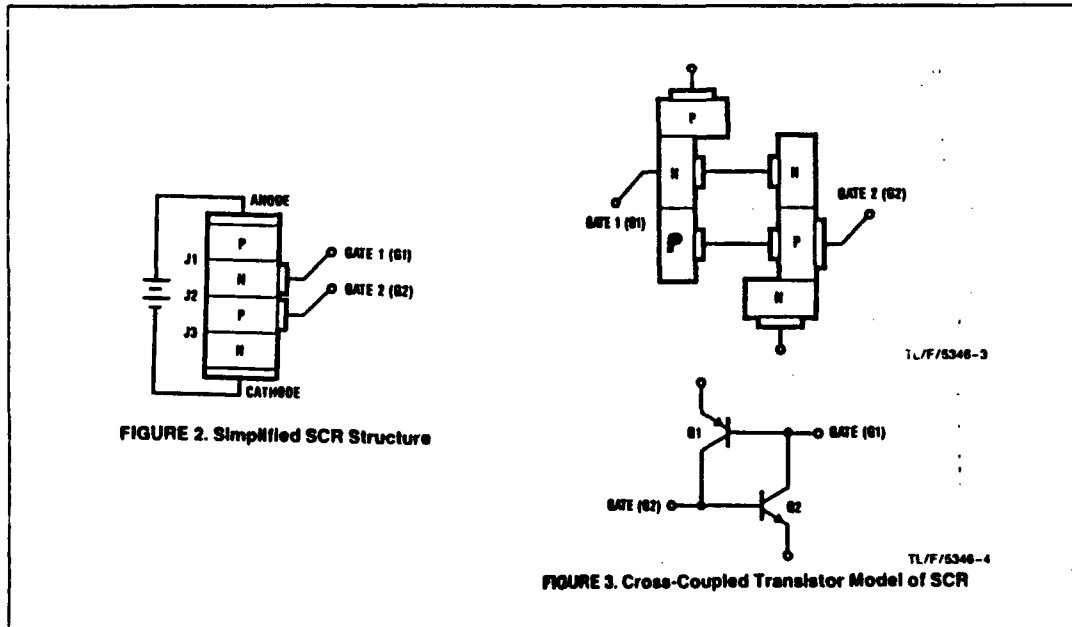 ANODE
P
J1
GATE 1 (G1)
N
J2
GATE 2 (G2)
P
J3
N
CATHODE
FIGURE 2. Simplified SCR Structure
P
N
N
GATE 2 (G2)
GATE 1 (G1)
P
P
N
TL/F/5346-3
Q1
GATE (G1)
GATE (G2)
Q2
TL/F/5346-4
FIGURE 3. Cross-Coupled Transistor Model of SCR